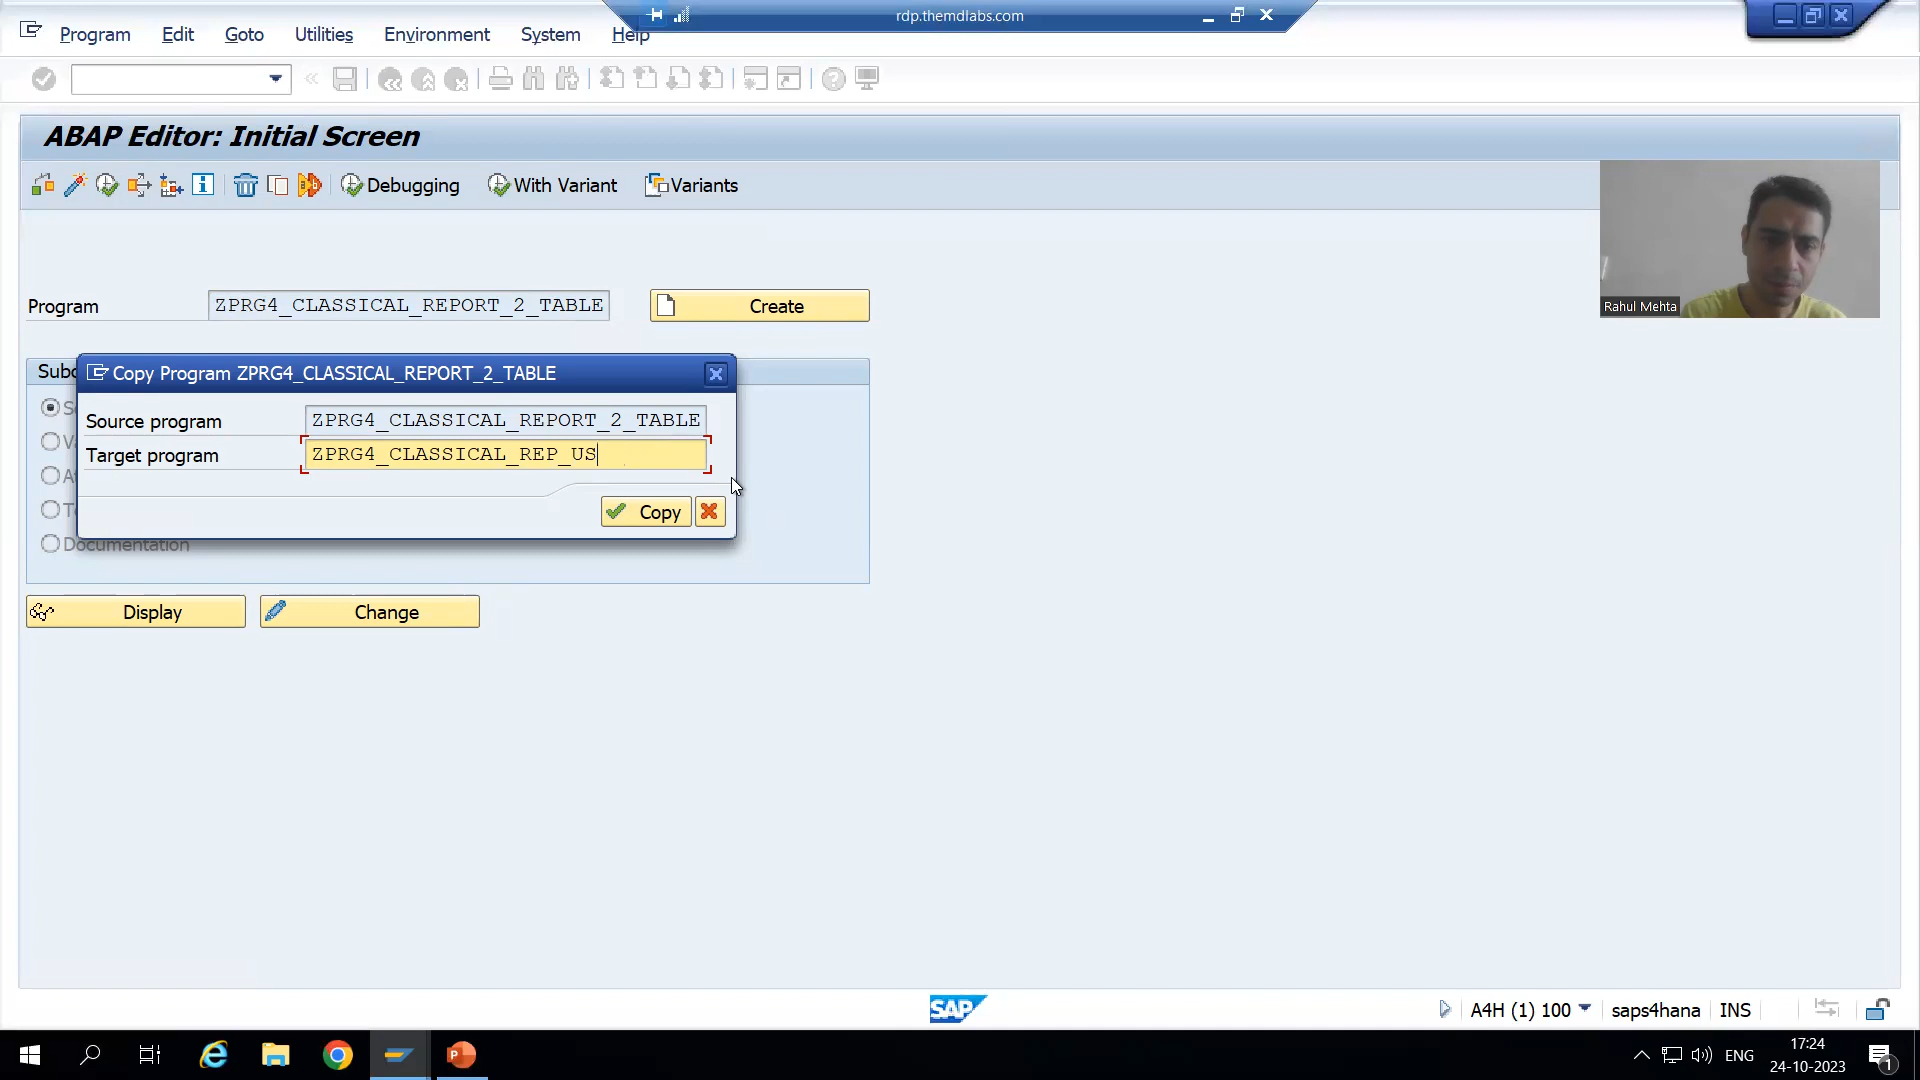 rdp.themdlabs.com
Program Edit Goto Utilities Environment System Help
ABAP Editor: Initial Screen
Debugging With Variant Variants
Rahul Mehta
Program ZPRG4_CLASSICAL_REPORT_2_TABLE Create
Subo
Copy Program ZPRG4_CLASSICAL_REPORT_2_TABLE
Source program ZPRG4_CLASSICAL_REPORT_2_TABLE
Target program ZPRG4_CLASSICAL_REP_US
Copy
Documentation
Display Change
SAP
A4H (1) 100 saps4hana INS
ENG
17:24
24-10-2023
1